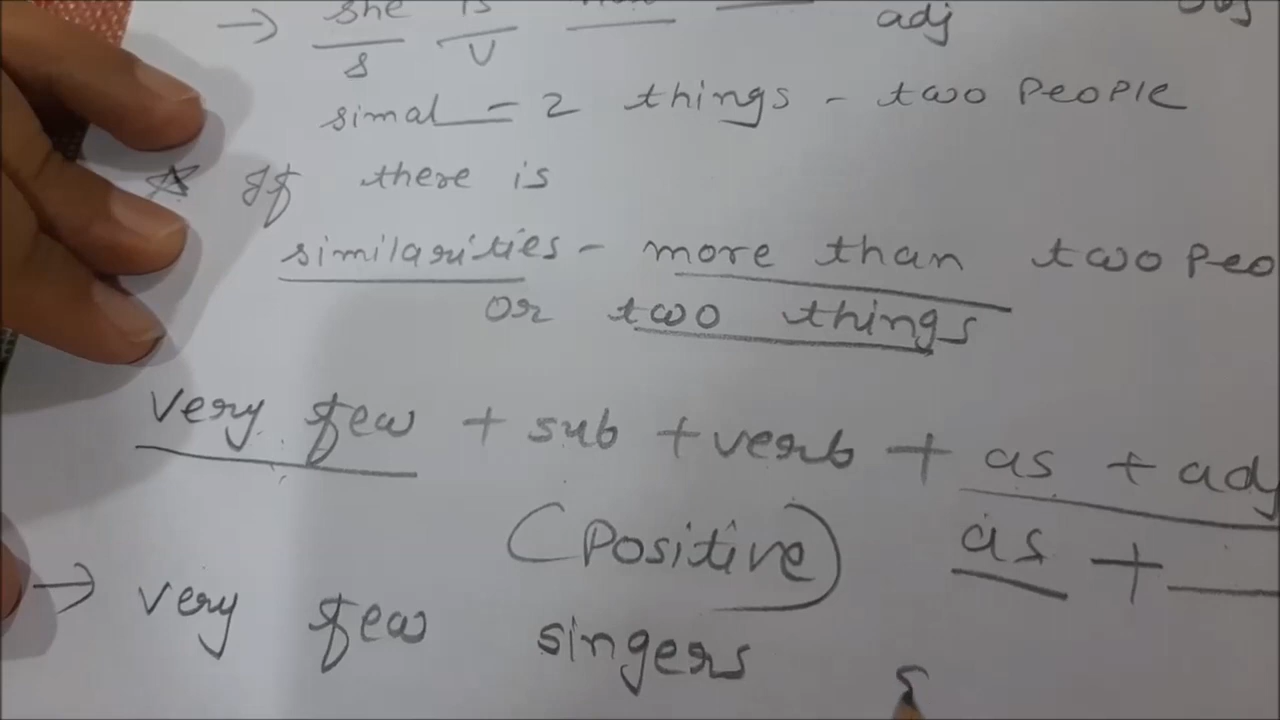 → she is adj
s v
simal = 2 things - two people
If there is
similarities - more than two peo
or two things
very few + sub + verb + as + adj
(positive) as +
→ very few singers s